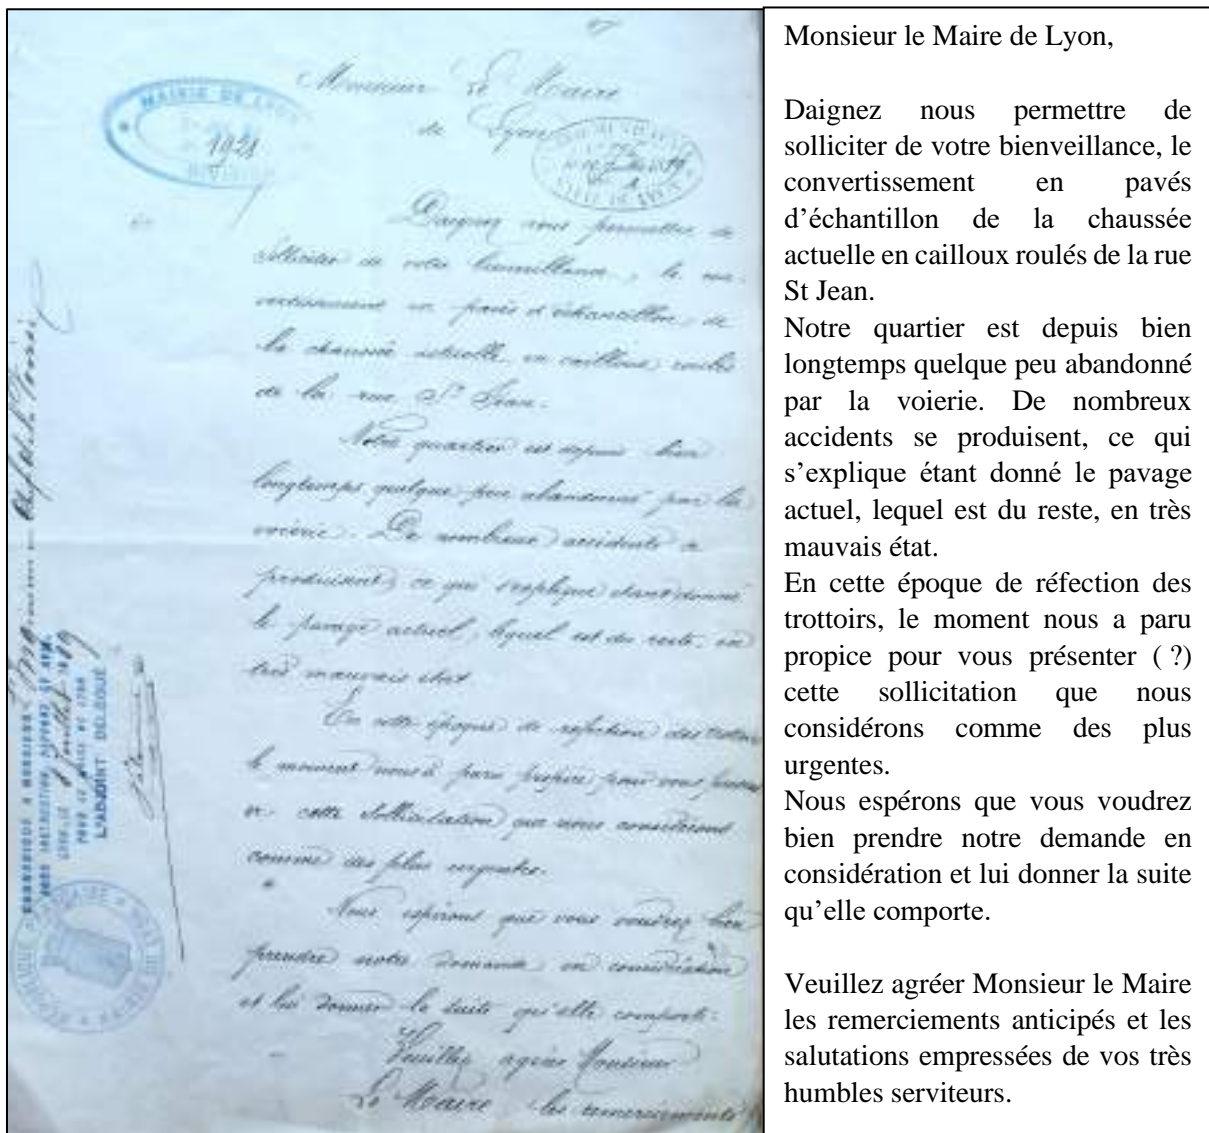 Monsieur Le Maire
de Lyon
MAIRIE DE LYON
1921
DIVISION
Daignez nous permettre de
solliciter de votre bienveillance, le con-
vertissement en pavés d'échantillon, de
la chaussée actuelle en cailloux roulés
de la rue St Jean.
Notre quartier est depuis bien
longtemps quelque peu abandonné par la
voierie. De nombreux accidents se
produisent, ce qui s'explique étant donné
le pavage actuel, lequel est du reste, en
très mauvais état
En cette époque de réfection des trottoirs
le moment nous a paru propice pour vous présen
er cette sollicitation que nous considérons
comme des plus urgentes.
Nous espérons que vous voudrez bien
prendre notre demande en considération
et lui donner la suite qu'elle comporte.
Veuillez agréer Monsieur
Le Maire les remerciements
L'ADJOINT DÉLÉGUÉ
Monsieur le Maire de Lyon,
Daignez nous permettre de
solliciter de votre bienveillance, le
convertissement en pavés
d’échantillon de la chaussée
actuelle en cailloux roulés de la rue
St Jean.
Notre quartier est depuis bien
longtemps quelque peu abandonné
par la voierie. De nombreux
accidents se produisent, ce qui
s’explique étant donné le pavage
actuel, lequel est du reste, en très
mauvais état.
En cette époque de réfection des
trottoirs, le moment nous a paru
propice pour vous présenter ( ?)
cette sollicitation que nous
considérons comme des plus
urgentes.
Nous espérons que vous voudrez
bien prendre notre demande en
considération et lui donner la suite
qu’elle comporte.
Veuillez agréer Monsieur le Maire
les remerciements anticipés et les
salutations empressées de vos très
humbles serviteurs.